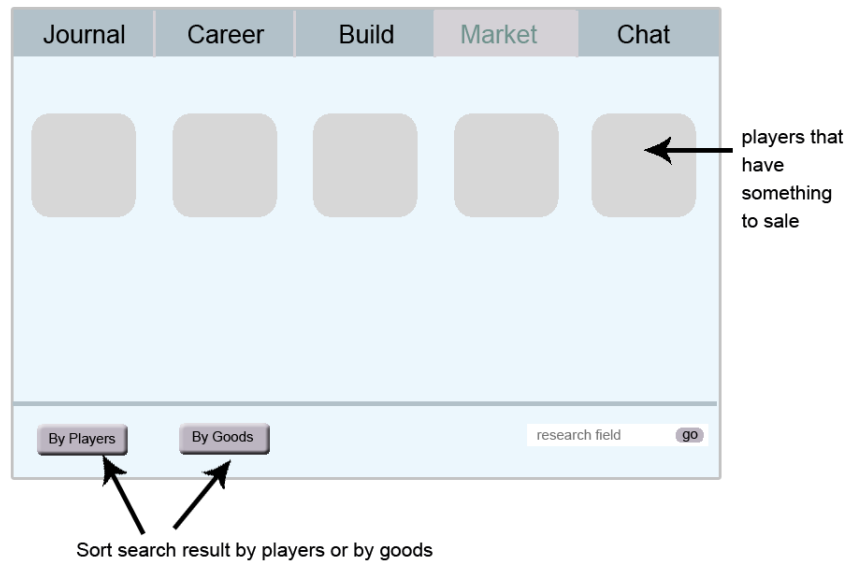 Journal Career Build Market Chat
players that
have
something
to sale
By Players By Goods research field go
Sort search result by players or by goods